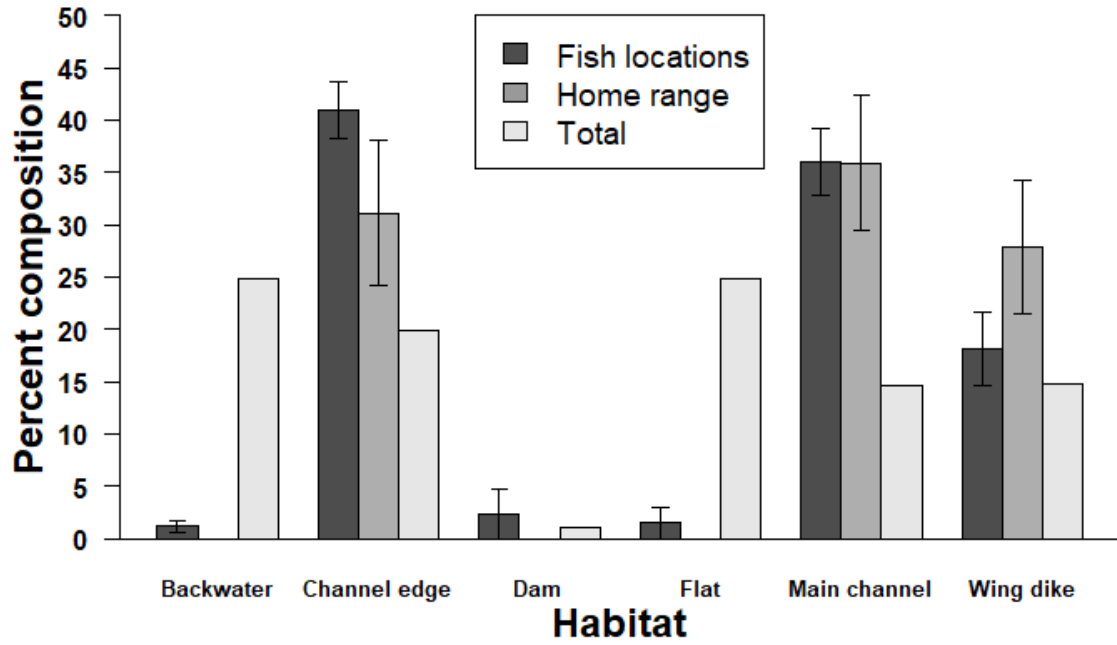 50
45
40
35
30
25
20
15
10
5
0
Percent composition
Fish locations
Home range
Total
Backwater Channel edge Dam Flat Main channel Wing dike
Habitat